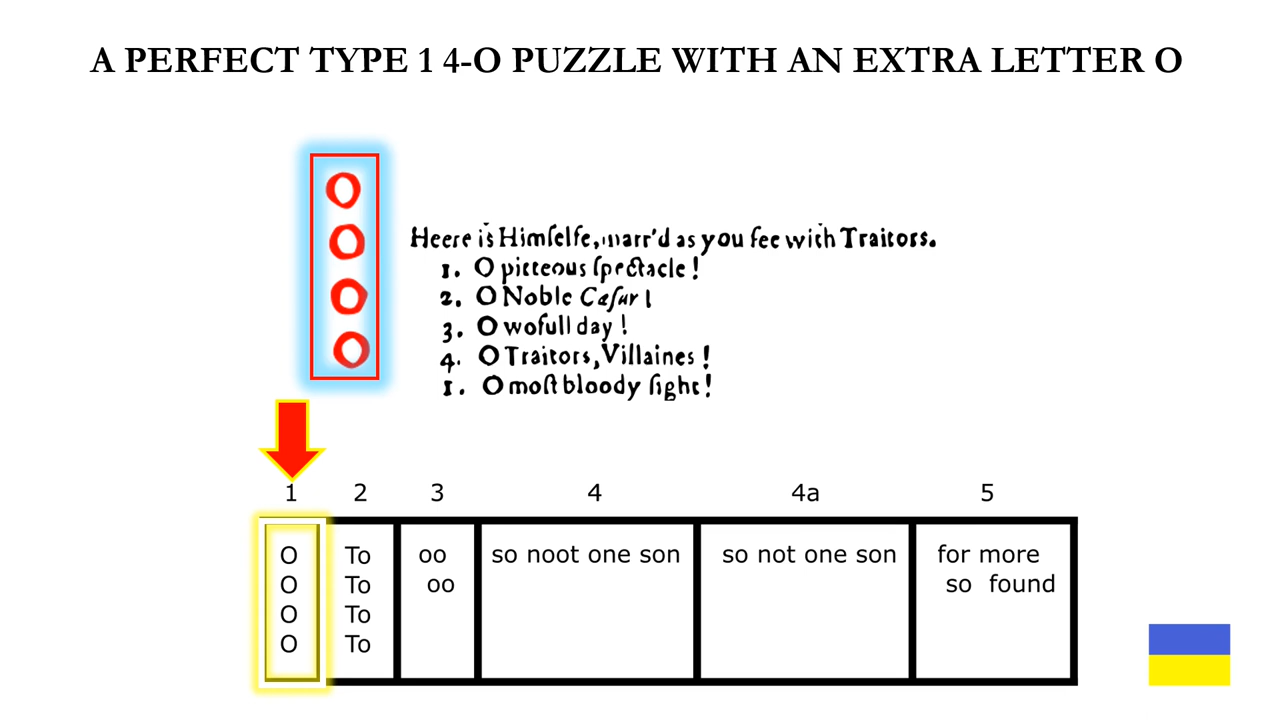 A PERFECT TYPE 1 4-O PUZZLE WITH AN EXTRA LETTER O
O
O
O
O
Heere is Himſelfe, marr'd as you ſee with Traitors.
1. O pitteous ſpectacle!
2. O Noble Cæſar!
3. O wofull day!
4. O Traitors, Villaines!
1. O moſt bloody ſight!
1 2 3 4 4a 5
O To oo so noot one son so not one son for more
O To oo so found
O To
O To